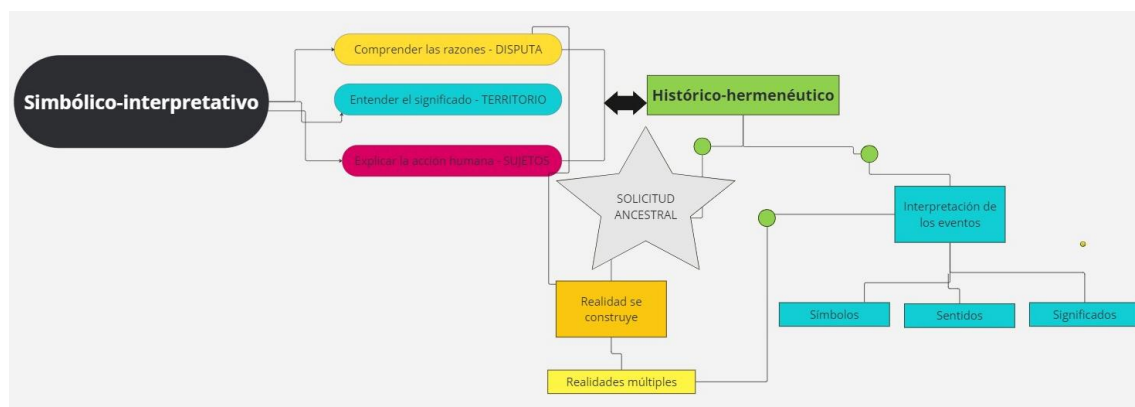 Simbólico-interpretativo
Comprender las razones - DISPUTA
Entender el significado - TERRITORIO
Explicar la acción humana - SUJETOS
Histórico-hermenéutico
SOLICITUD
ANCESTRAL
Interpretación de
los eventos
Realidad se
construye
Símbolos
Sentidos
Significados
Realidades múltiples